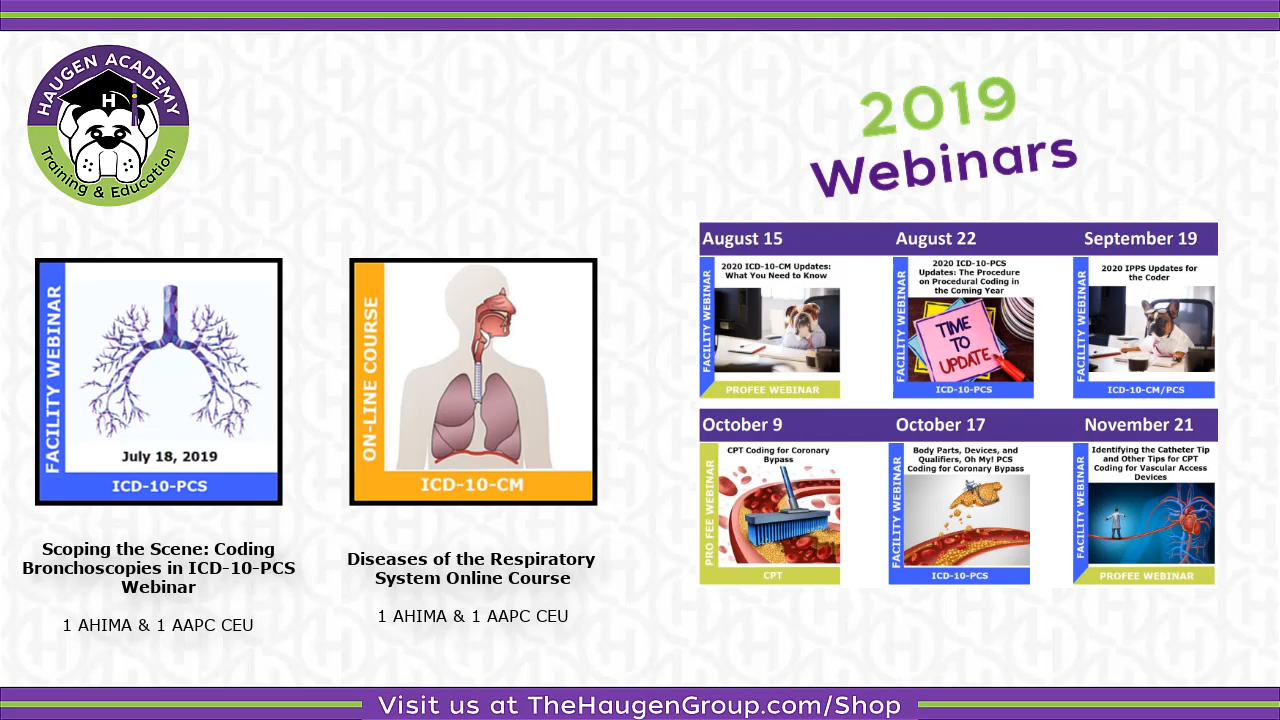 HAUGEN ACADEMY
H
Training & Education
FACILITY WEBINAR
July 18, 2019
ICD-10-PCS
Scoping the Scene: Coding
Bronchoscopies in ICD-10-PCS
Webinar
1 AHIMA & 1 AAPC CEU
ON-LINE COURSE
ICD-10-CM
Diseases of the Respiratory
System Online Course
1 AHIMA & 1 AAPC CEU
2019
Webinars
August 15
FACILITY WEBINAR
2020 ICD-10-CM Updates:
What You Need to Know
PROFEE WEBINAR
August 22
FACILITY WEBINAR
2020 ICD-10-PCS
Updates: The Procedure
on Procedural Coding in
the Coming Year
TIME
TO
UPDATE
ICD-10-PCS
September 19
FACILITY WEBINAR
2020 IPPS Updates for
the Coder
ICD-10-CM/PCS
October 9
PRO FEE WEBINAR
CPT Coding for Coronary
Bypass
CPT
October 17
FACILITY WEBINAR
Body Parts, Devices, and
Qualifiers, Oh My! PCS
Coding for Coronary Bypass
ICD-10-PCS
November 21
FACILITY WEBINAR
Identifying the Catheter Tip
and Other Tips for CPT
Coding for Vascular Access
Devices
PROFEE WEBINAR
Visit us at TheHaugenGroup.com/Shop